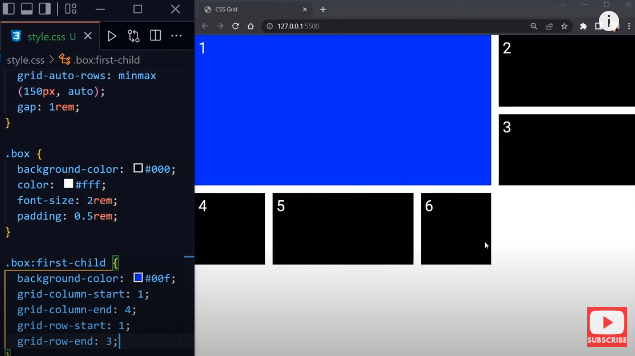 style.css U
CSS Grid
127.0.0.1:5500
style.css > .box:first-child
grid-auto-rows: minmax
(150px, auto);
gap: 1rem;
}
.box {
background-color: #000;
color: #fff;
font-size: 2rem;
padding: 0.5rem;
}
.box:first-child {
background-color: #00f;
grid-column-start: 1;
grid-column-end: 4;
grid-row-start: 1;
grid-row-end: 3;
}
1
2
3
4
5
6
SUBSCRIBE